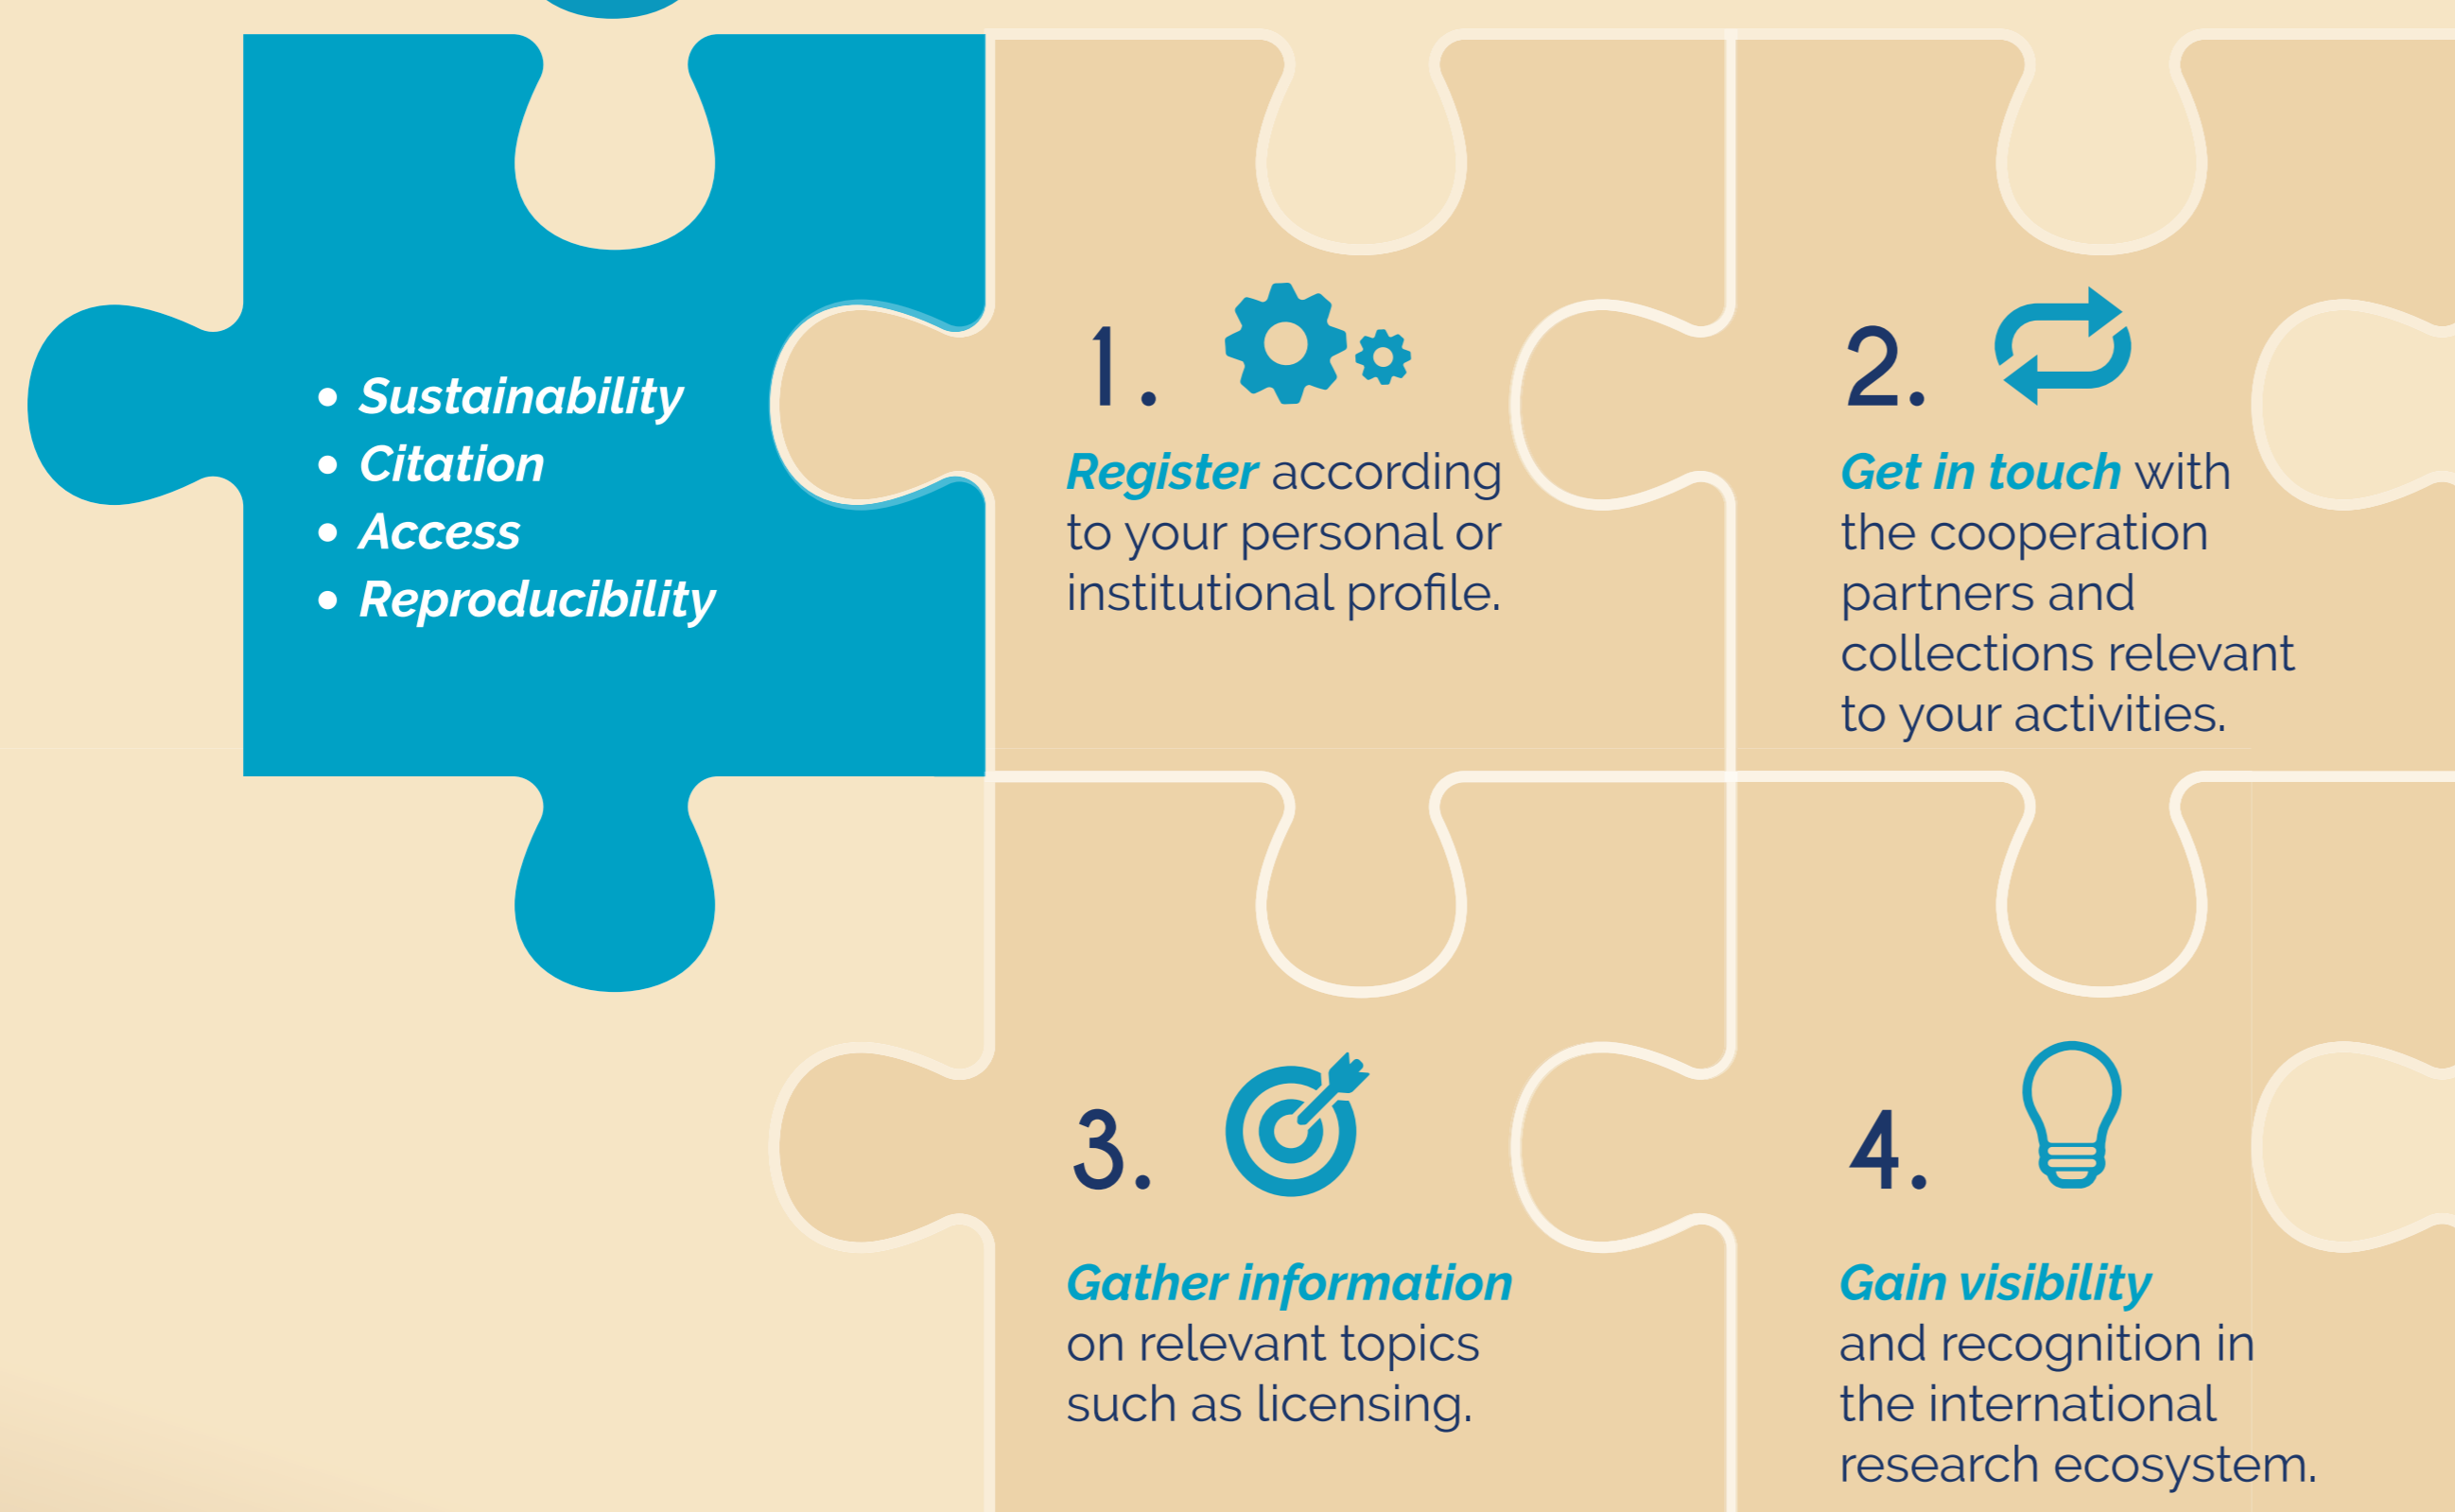 • Sustainability
• Citation
• Access
• Reproducibility
1.
Register according
to your personal or
institutional profile.
2.
Get in touch with
the cooperation
partners and
collections relevant
to your activities.
3.
Gather information
on relevant topics
such as licensing.
4.
Gain visibility
and recognition in
the international
research ecosystem.